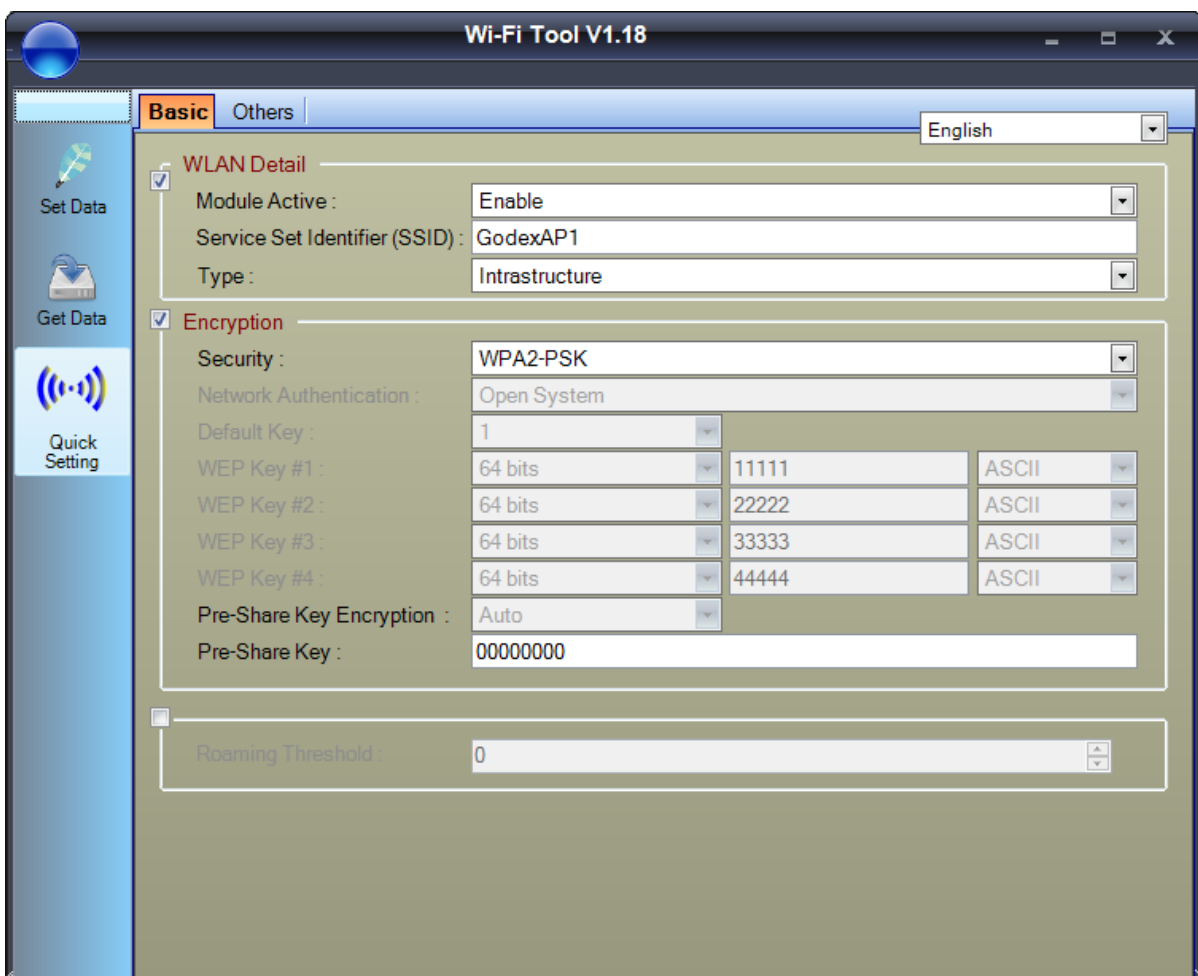 Wi-Fi Tool V1.18
Basic Others
English
WLAN Detail
Set Data
Module Active : Enable
Service Set Identifier (SSID) : GodexAP1
Type : Intrastructure
Get Data
Encryption
Security : WPA2-PSK
Network Authentication : Open System
Default Key : 1
Quick
Setting
WEP Key #1 : 64 bits 11111 ASCII
WEP Key #2 : 64 bits 22222 ASCII
WEP Key #3 : 64 bits 33333 ASCII
WEP Key #4 : 64 bits 44444 ASCII
Pre-Share Key Encryption : Auto
Pre-Share Key : 00000000
Roaming Threshold : 0